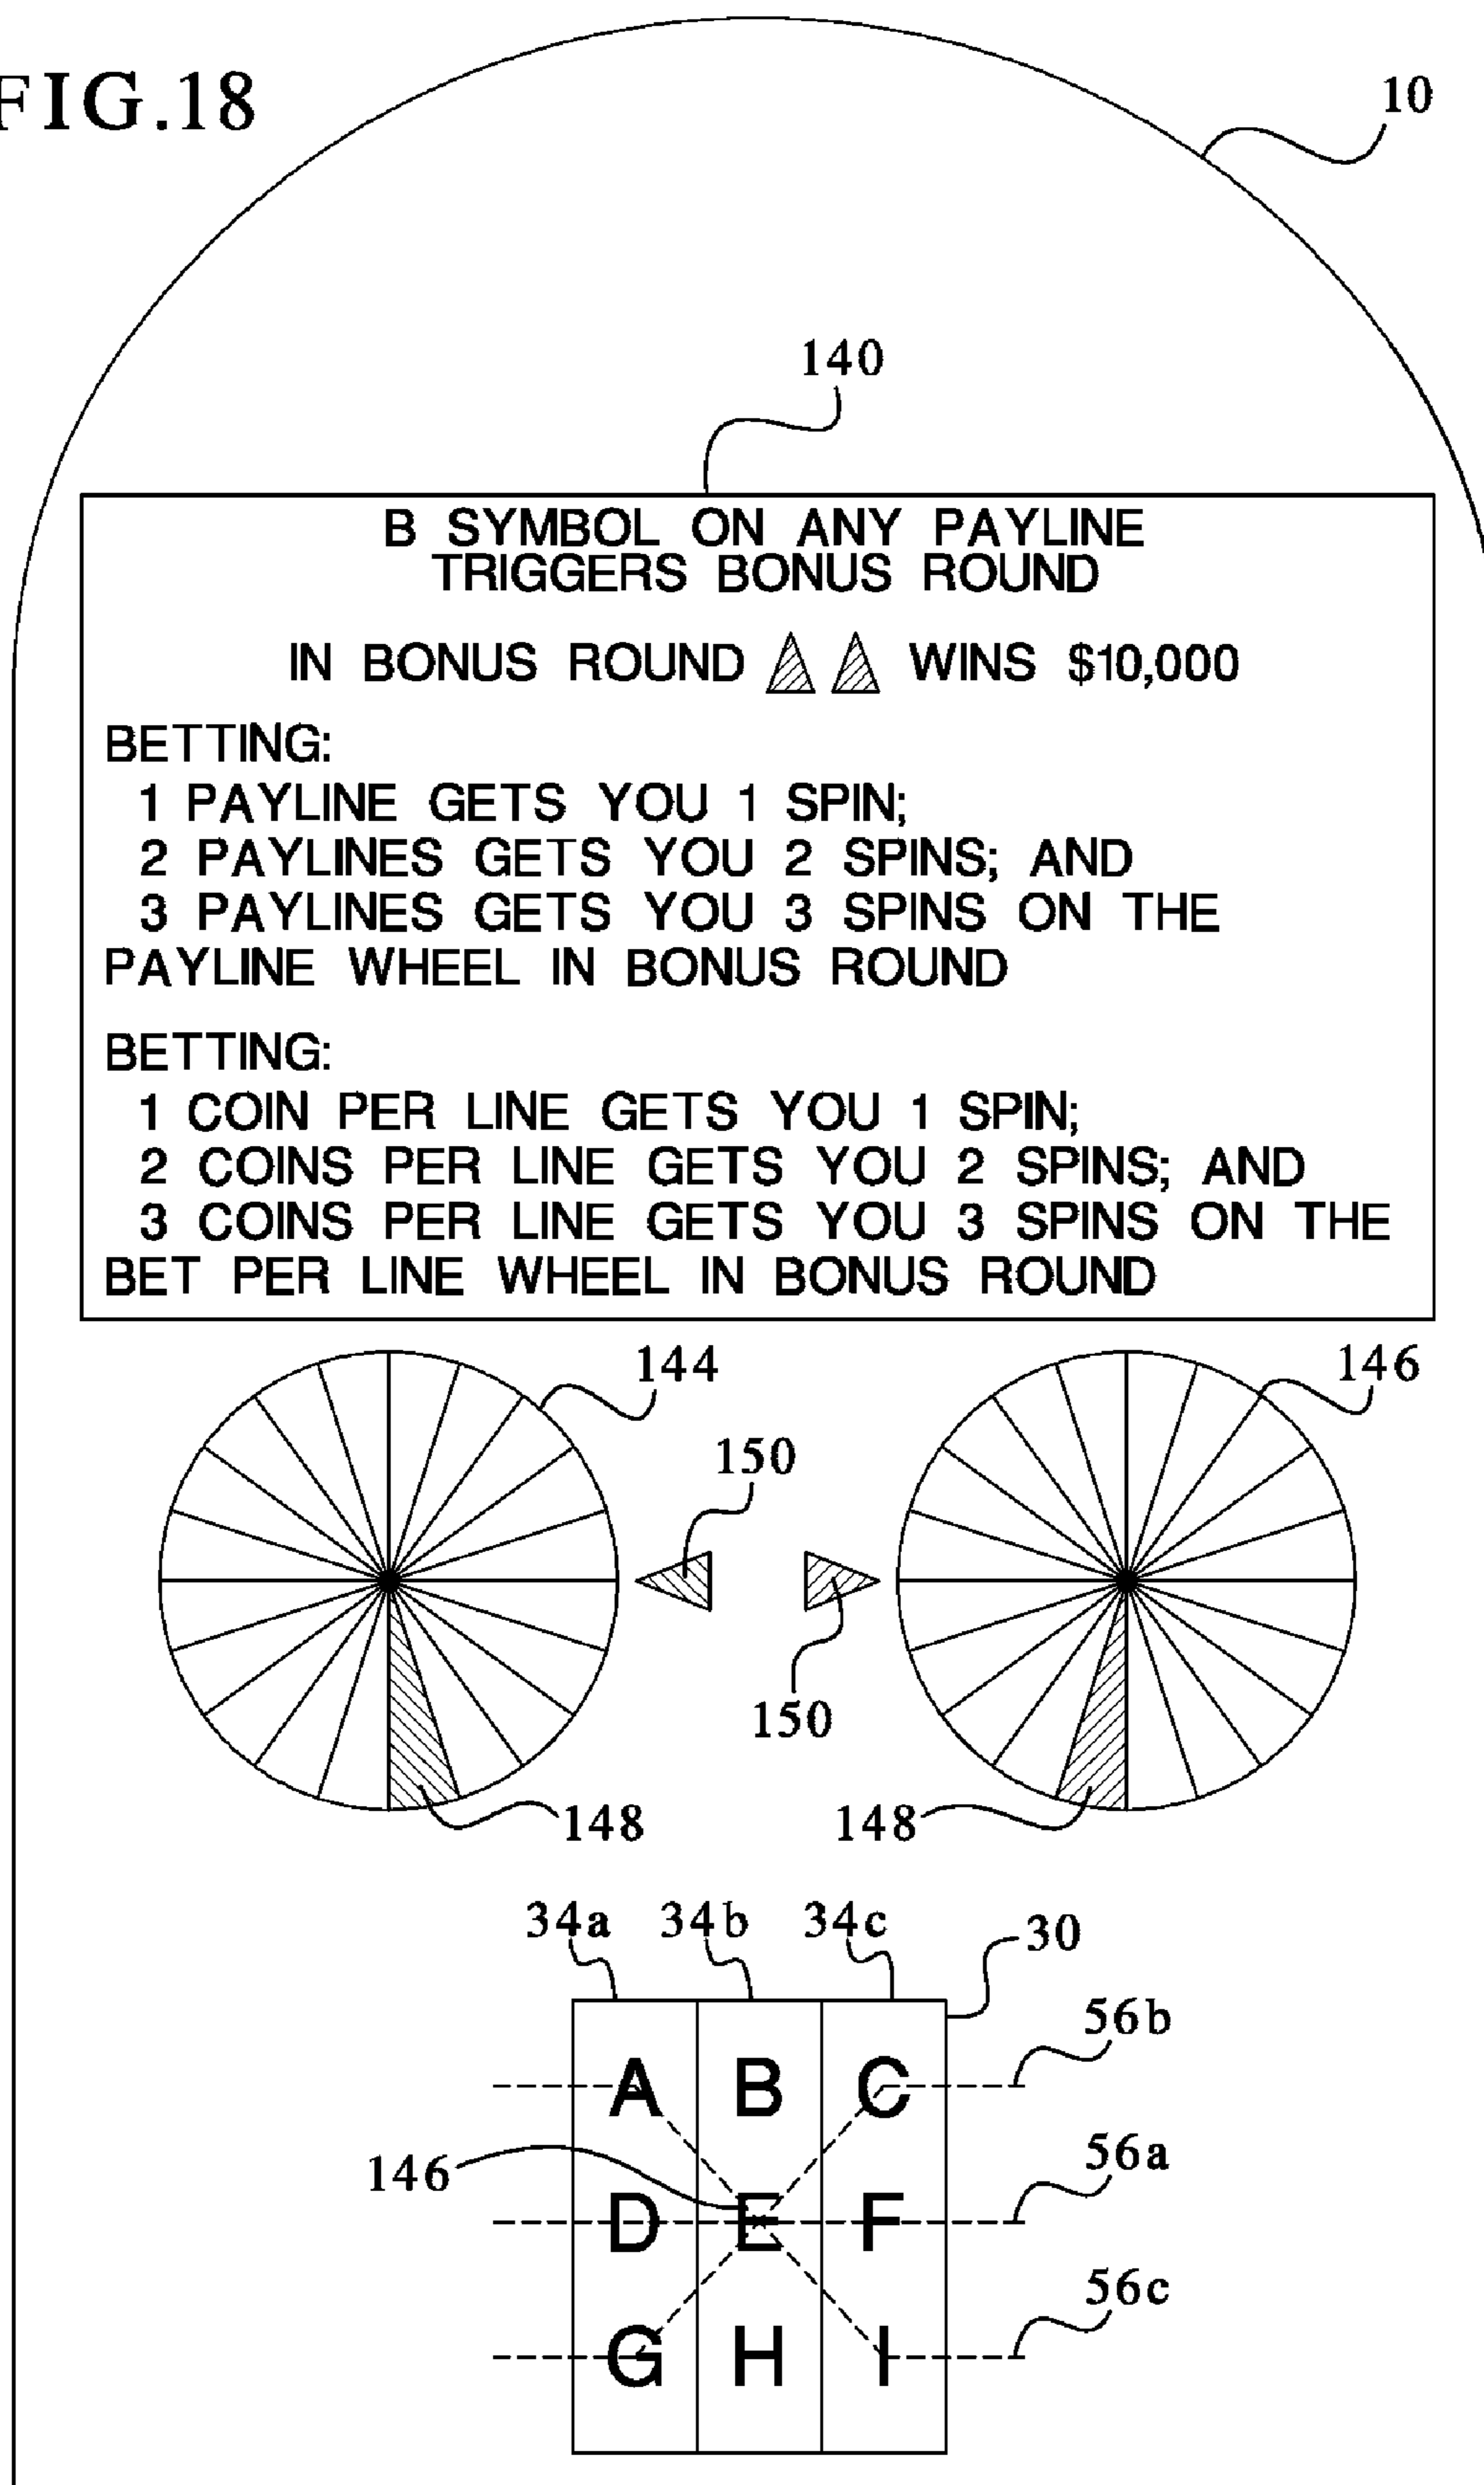 FIG.18
10
140
B SYMBOL ON ANY PAYLINE
TRIGGERS BONUS ROUND
IN BONUS ROUND WINS $10,000
BETTING:
1 PAYLINE GETS YOU 1 SPIN;
2 PAYLINES GETS YOU 2 SPINS; AND
3 PAYLINES GETS YOU 3 SPINS ON THE
PAYLINE WHEEL IN BONUS ROUND
BETTING:
1 COIN PER LINE GETS YOU 1 SPIN;
2 COINS PER LINE GETS YOU 2 SPINS; AND
3 COINS PER LINE GETS YOU 3 SPINS ON THE
BET PER LINE WHEEL IN BONUS ROUND
144
146
150
150
148
148
34a 34b 34c
30
56b
A B C
56a
146
D E F
56c
G H I